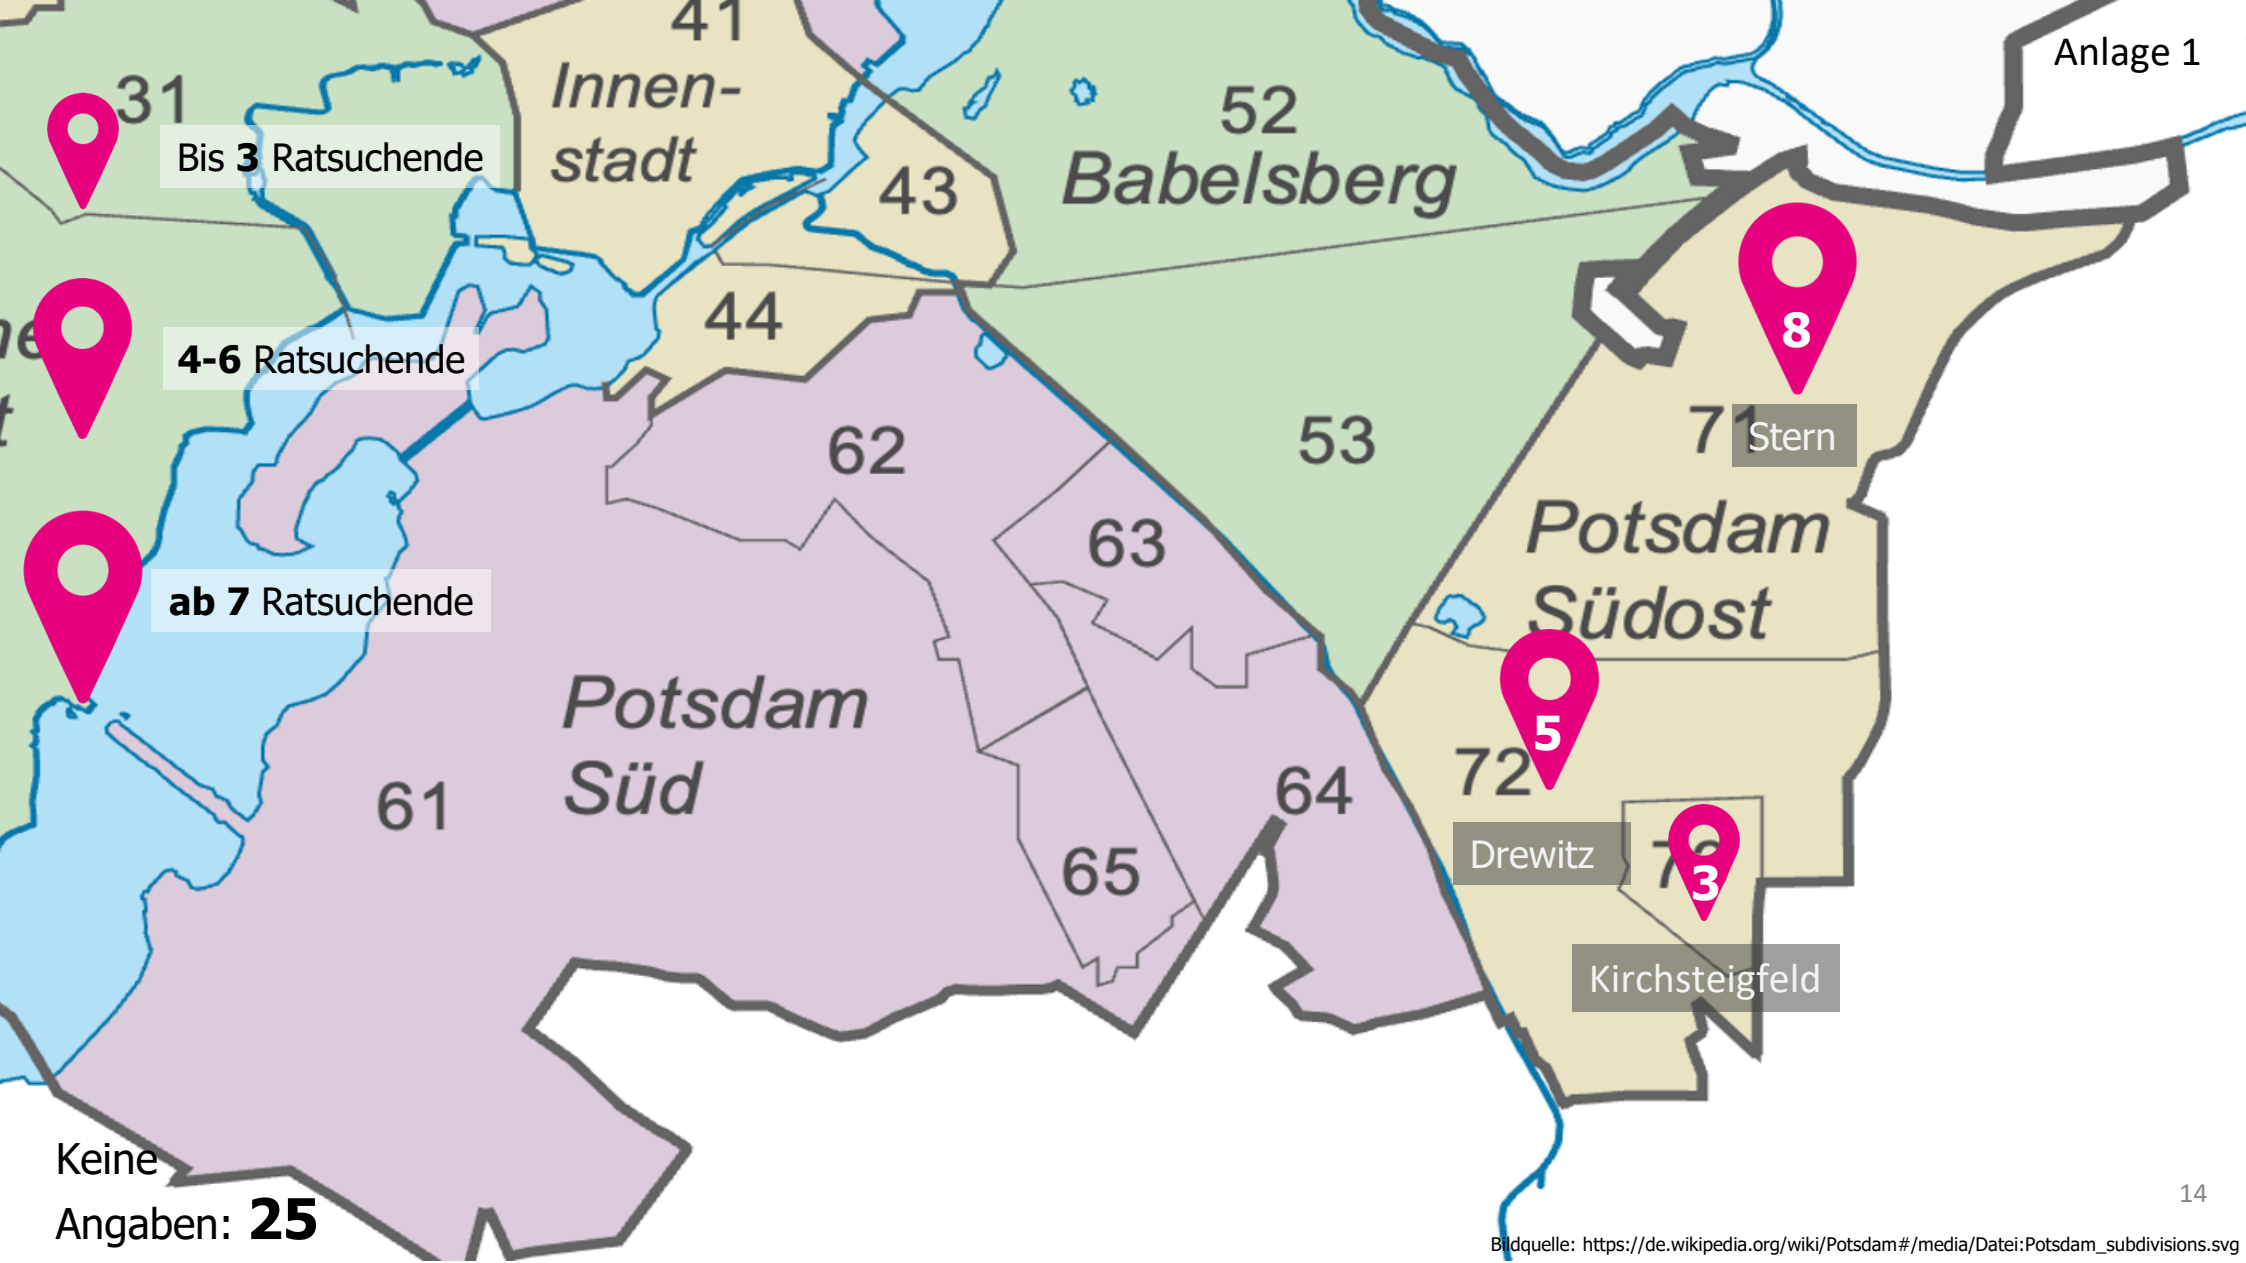 41
Anlage 1
Innen-
stadt
31
52
Babelsberg
Bis 3 Ratsuchende
43
44
8
4-6 Ratsuchende
71
Stern
62
53
63
Potsdam
Südost
ab 7 Ratsuchende
Potsdam
Süd
5
72
61
64
65
Drewitz
3
Kirchsteigfeld
Keine
Angaben: 25
14
Bildquelle: https://de.wikipedia.org/wiki/Potsdam#/media/Datei:Potsdam_subdivisions.svg